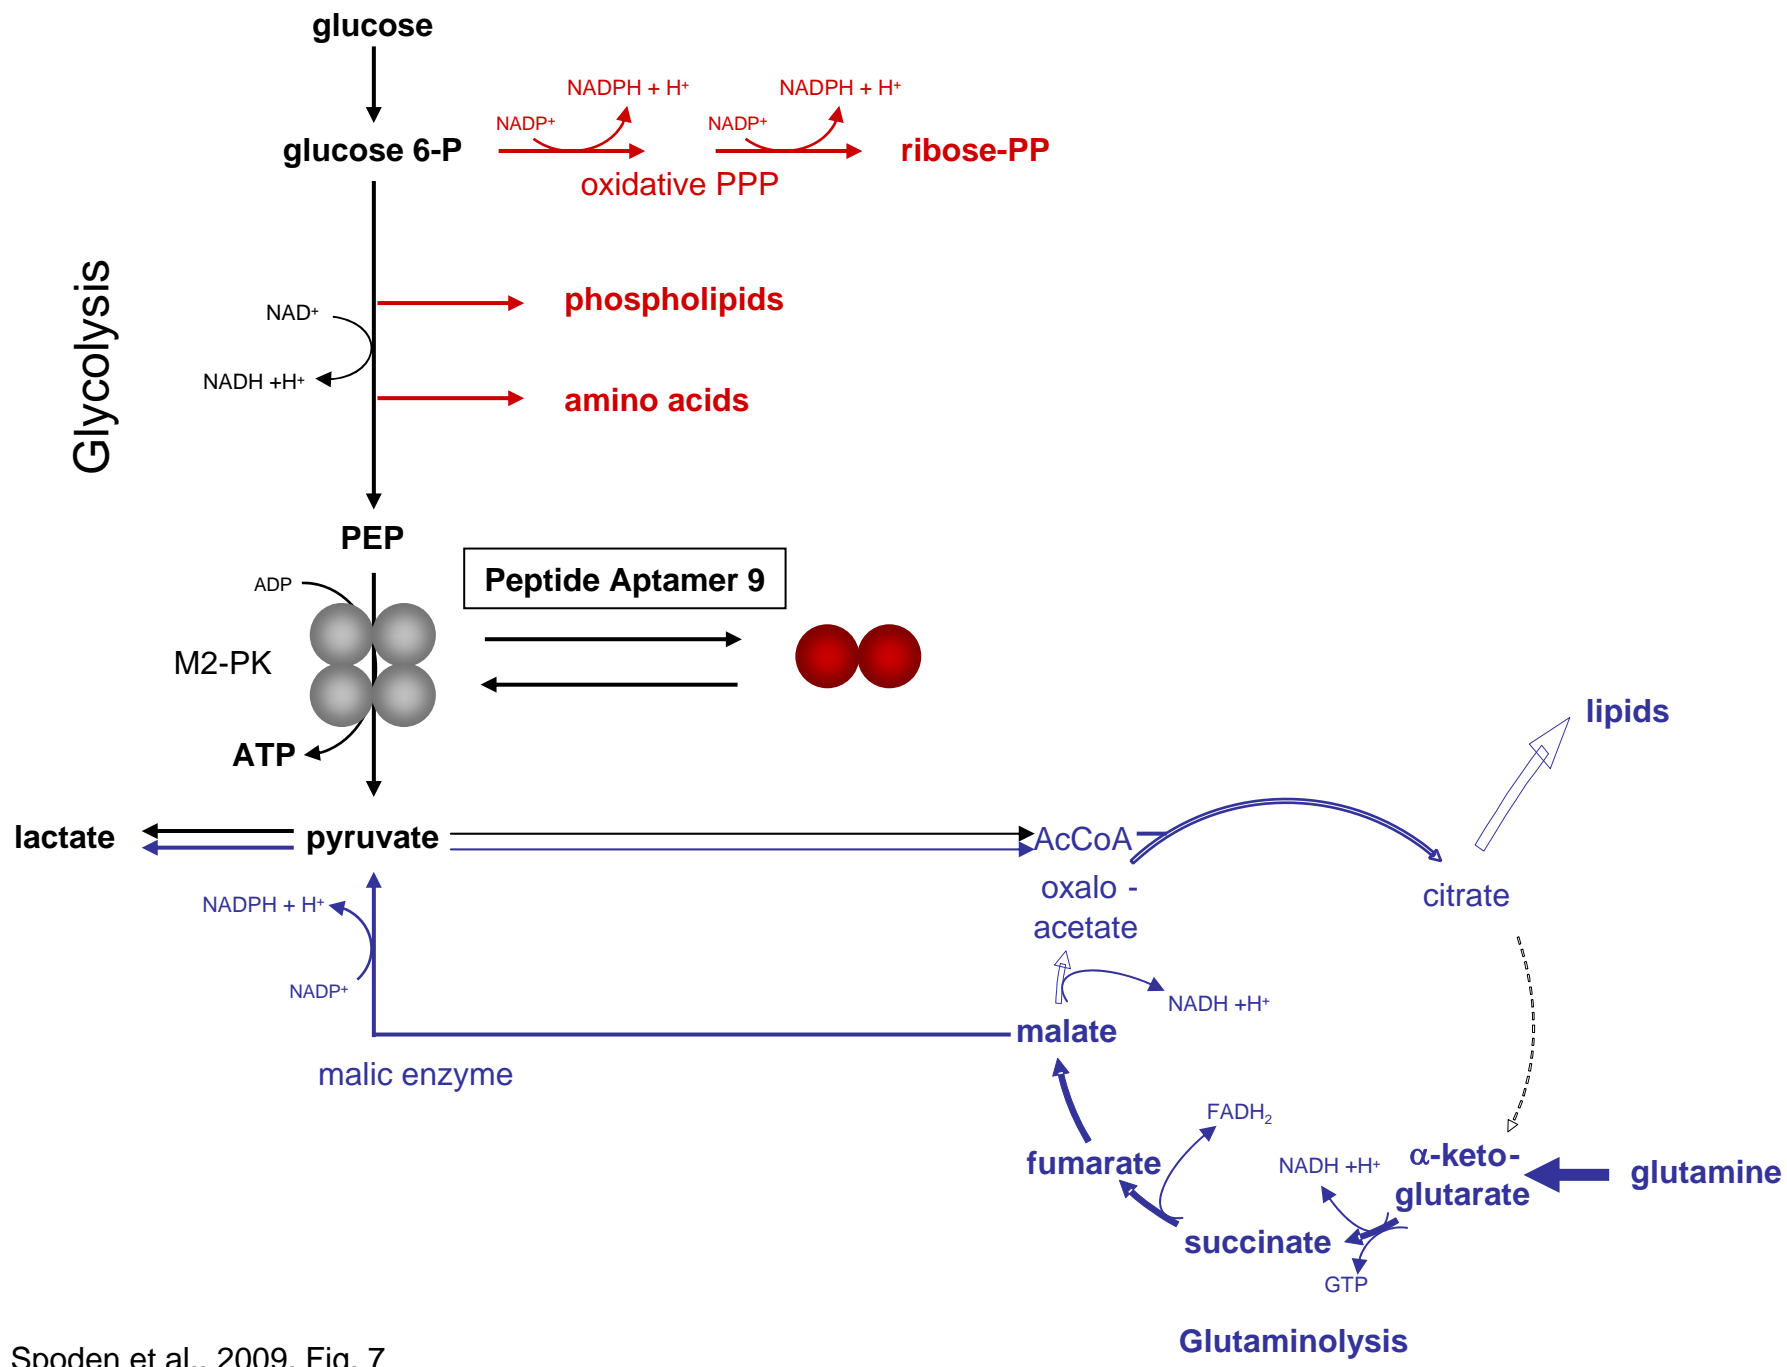 glucose
NADPH + H⁺ NADPH + H⁺
NADP⁺ NADP⁺
glucose 6-P ribose-PP
oxidative PPP
Glycolysis
phospholipids
NAD⁺
NADH +H⁺
amino acids
PEP
Peptide Aptamer 9
ADP
M2-PK
ATP
lipids
lactate pyruvate AcCoA
oxalo -
acetate
citrate
NADPH + H⁺
NADP⁺
NADH +H⁺
malate
malic enzyme
FADH₂
fumarate
NADH +H⁺
α-keto-
glutarate
glutamine
succinate
GTP
Glutaminolysis
Spoden et al., 2009, Fig. 7